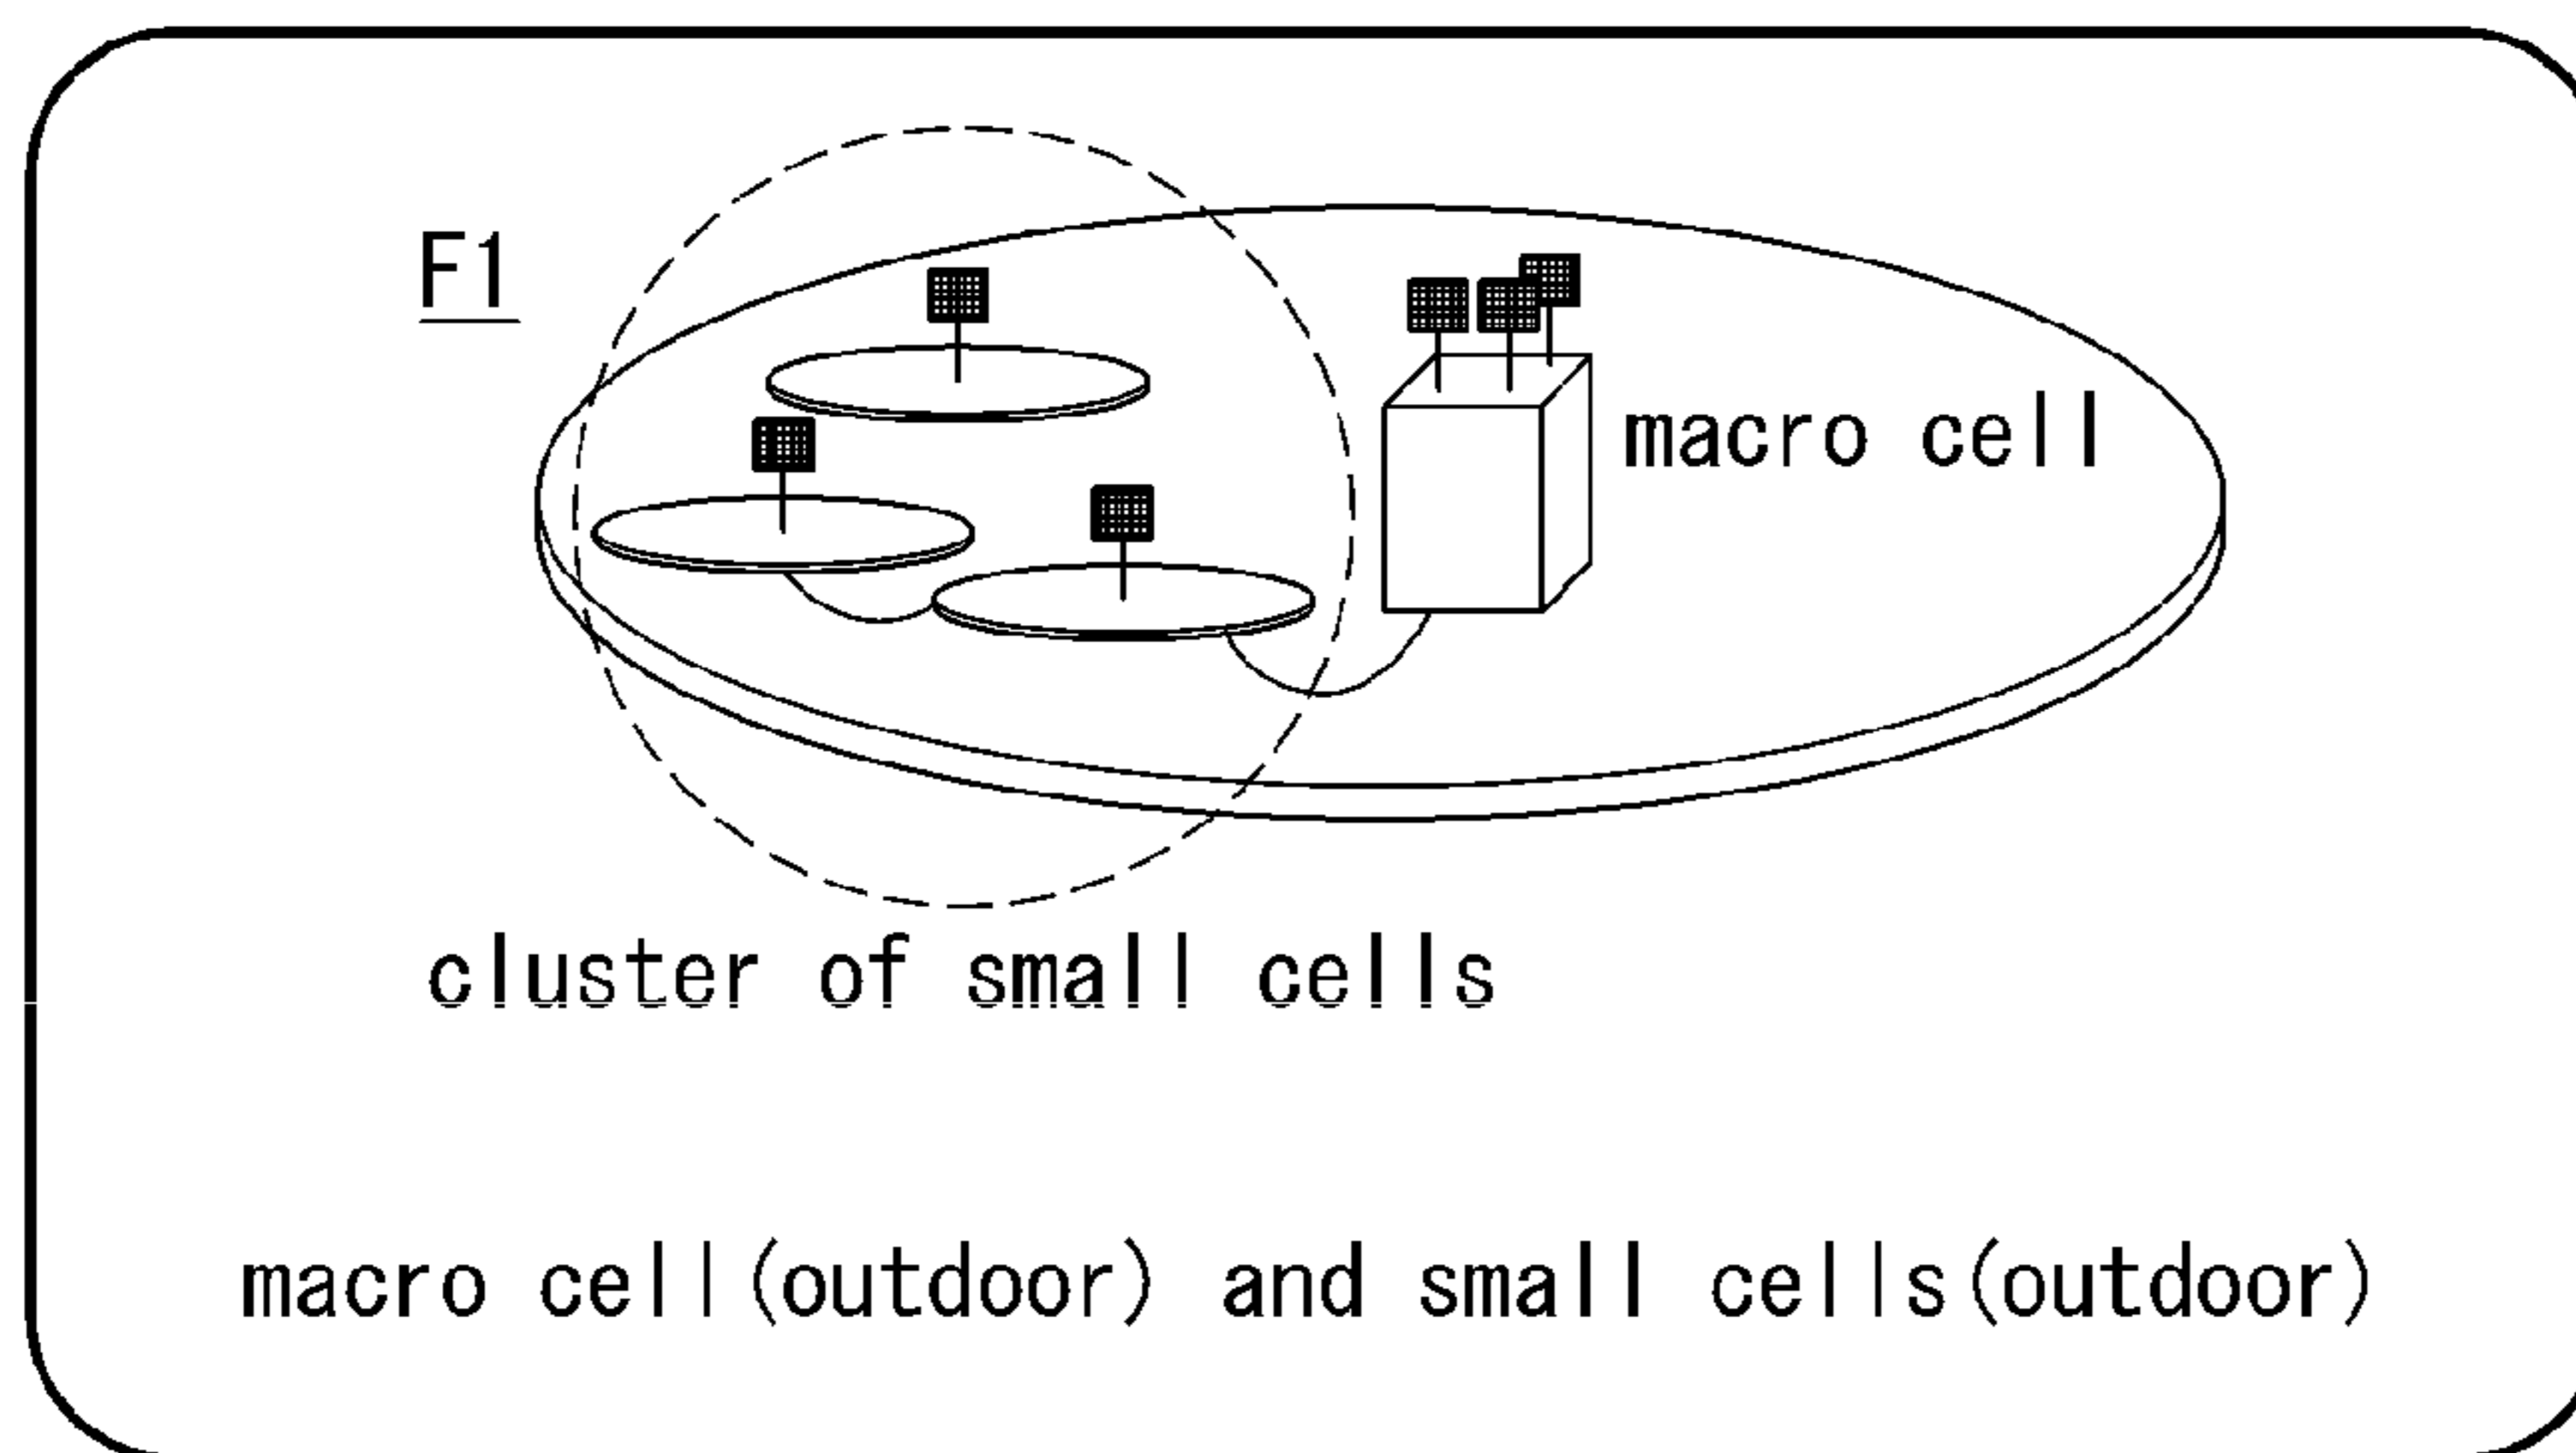 F1
macro cell
cluster of small cells
macro cell(outdoor) and small cells(outdoor)